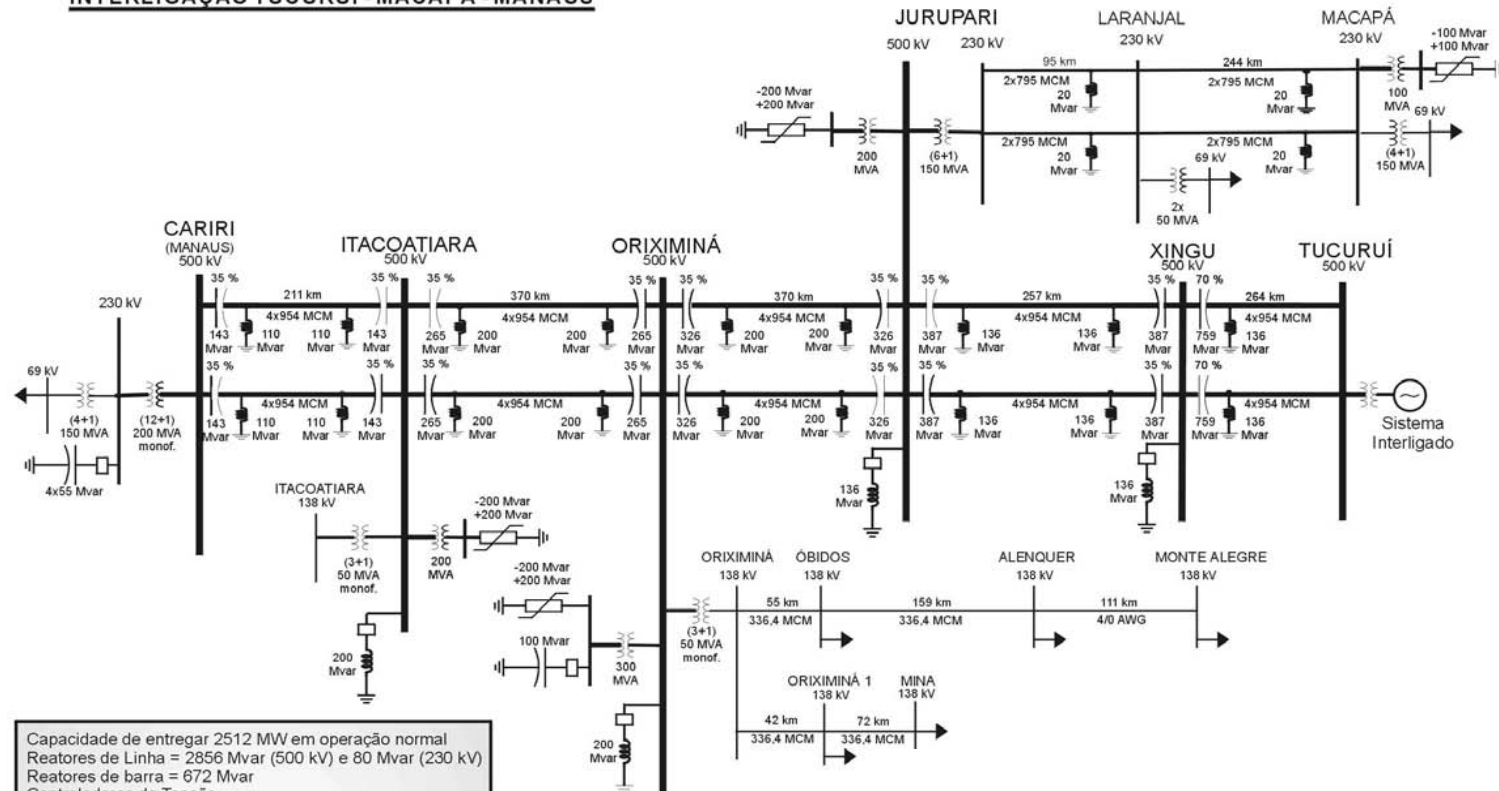 INTERLIGAÇÃO TUCURUÍ - MACAPÁ - MANAUS
JURUPARI
500 kV
230 kV
LARANJAL
230 kV
MACAPÁ
230 kV
-100 Mvar
+100 Mvar
95 km
2x795 MCM
20
Mvar
244 km
2x795 MCM
20
Mvar
100
MVA
69 kV
-200 Mvar
+200 Mvar
200
MVA
(6+1)
150 MVA
2x795 MCM
20
Mvar
2x795 MCM
20
Mvar
(4+1)
150 MVA
69 kV
2x
50 MVA
CARIRI
(MANAUS)
500 kV
ITACOATIARA
500 kV
ORIXIMINÁ
500 kV
XINGU
500 kV
TUCURUÍ
500 kV
230 kV
35 %
211 km
4x954 MCM
35 %
35 %
370 km
4x954 MCM
35 %
35 %
370 km
4x954 MCM
35 %
35 %
257 km
4x954 MCM
35 %
70 %
264 km
4x954 MCM
143
Mvar
110
Mvar
110
Mvar
143
Mvar
265
Mvar
200
Mvar
200
Mvar
265
Mvar
326
Mvar
200
Mvar
200
Mvar
326
Mvar
387
Mvar
136
Mvar
136
Mvar
387
Mvar
759
Mvar
136
Mvar
35 %
4x954 MCM
35 %
35 %
4x954 MCM
35 %
35 %
4x954 MCM
35 %
35 %
4x954 MCM
35 %
70 %
4x954 MCM
143
Mvar
110
Mvar
110
Mvar
143
Mvar
265
Mvar
200
Mvar
200
Mvar
265
Mvar
326
Mvar
200
Mvar
200
Mvar
326
Mvar
387
Mvar
136
Mvar
136
Mvar
387
Mvar
759
Mvar
136
Mvar
Sistema
Interligado
69 kV
(4+1)
150 MVA
(12+1)
200 MVA
monof.
4x55 Mvar
136
Mvar
136
Mvar
ITACOATIARA
138 kV
(3+1)
50 MVA
monof.
200
MVA
-200 Mvar
+200 Mvar
200
Mvar
-200 Mvar
+200 Mvar
100 Mvar
300
MVA
200
Mvar
(3+1)
50 MVA
monof.
ORIXIMINÁ
138 kV
ÓBIDOS
138 kV
ALENQUER
138 kV
MONTE ALEGRE
138 kV
55 km
336,4 MCM
159 km
336,4 MCM
111 km
4/0 AWG
ORIXIMINÁ 1
138 kV
MINA
138 kV
42 km
336,4 MCM
72 km
336,4 MCM
Capacidade de entregar 2512 MW em operação normal
Reatores de Linha = 2856 Mvar (500 kV) e 80 Mvar (230 kV)
Reatores de barra = 672 Mvar